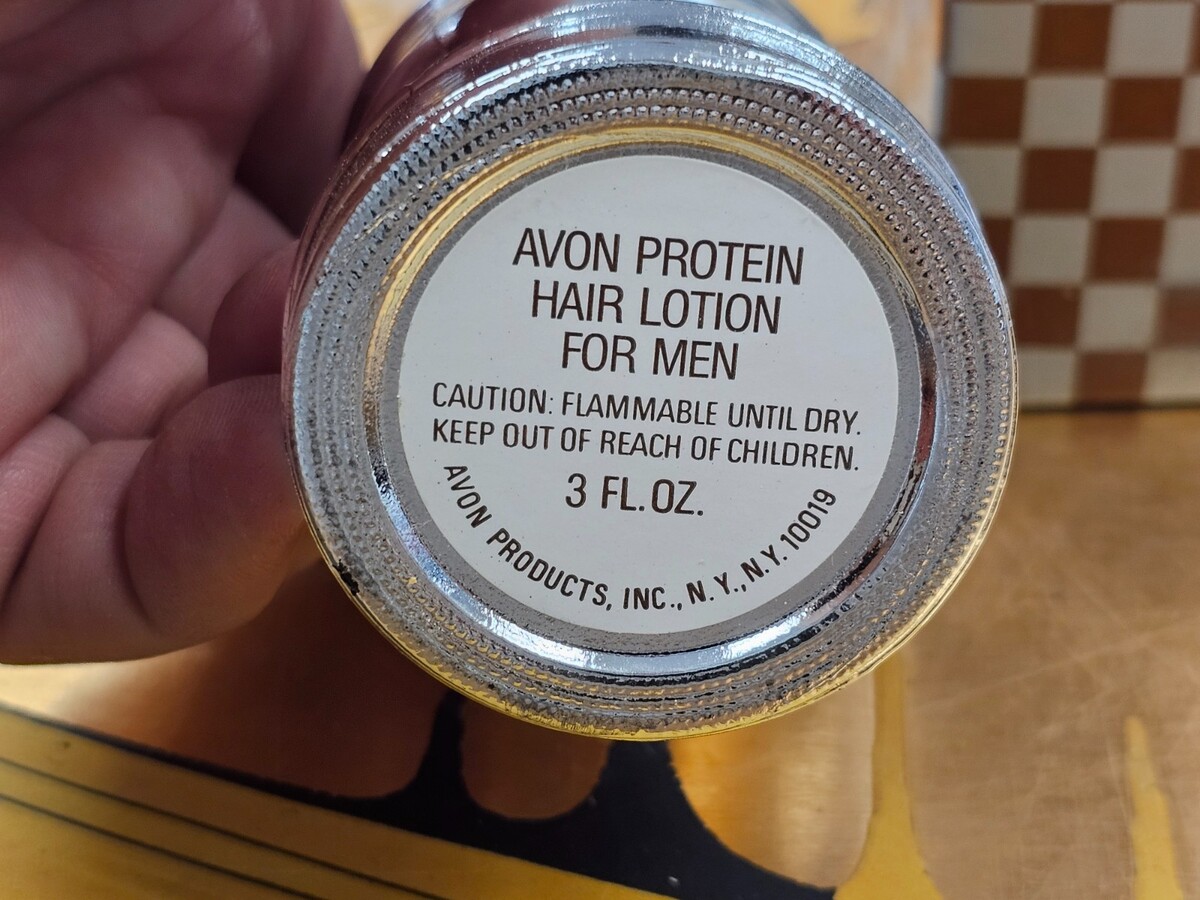 AVON PROTEIN
HAIR LOTION
FOR MEN
CAUTION: FLAMMABLE UNTIL DRY.
KEEP OUT OF REACH OF CHILDREN.
3 FL. OZ.
AVON PRODUCTS, INC., N.Y., N.Y. 10019